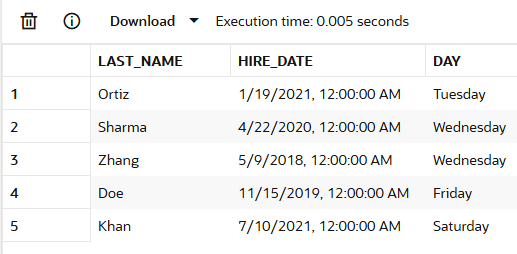 Download Execution time: 0.005 seconds
LAST_NAME HIRE_DATE DAY
1 Ortiz 1/19/2021, 12:00:00 AM Tuesday
2 Sharma 4/22/2020, 12:00:00 AM Wednesday
3 Zhang 5/9/2018, 12:00:00 AM Wednesday
4 Doe 11/15/2019, 12:00:00 AM Friday
5 Khan 7/10/2021, 12:00:00 AM Saturday